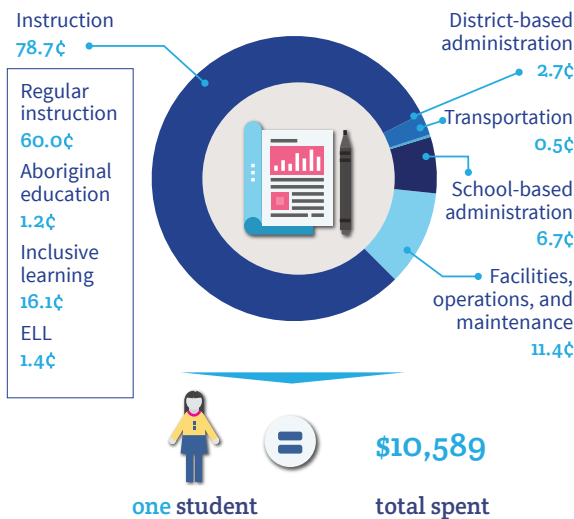 Instruction
78.7¢
Regular
instruction
60.0¢
Aboriginal
education
1.2¢
Inclusive
learning
16.1¢
ELL
1.4¢
District-based
administration
2.7¢
Transportation
0.5¢
School-based
administration
6.7¢
Facilities,
operations, and
maintenance
11.4¢
$10,589
one student
total spent